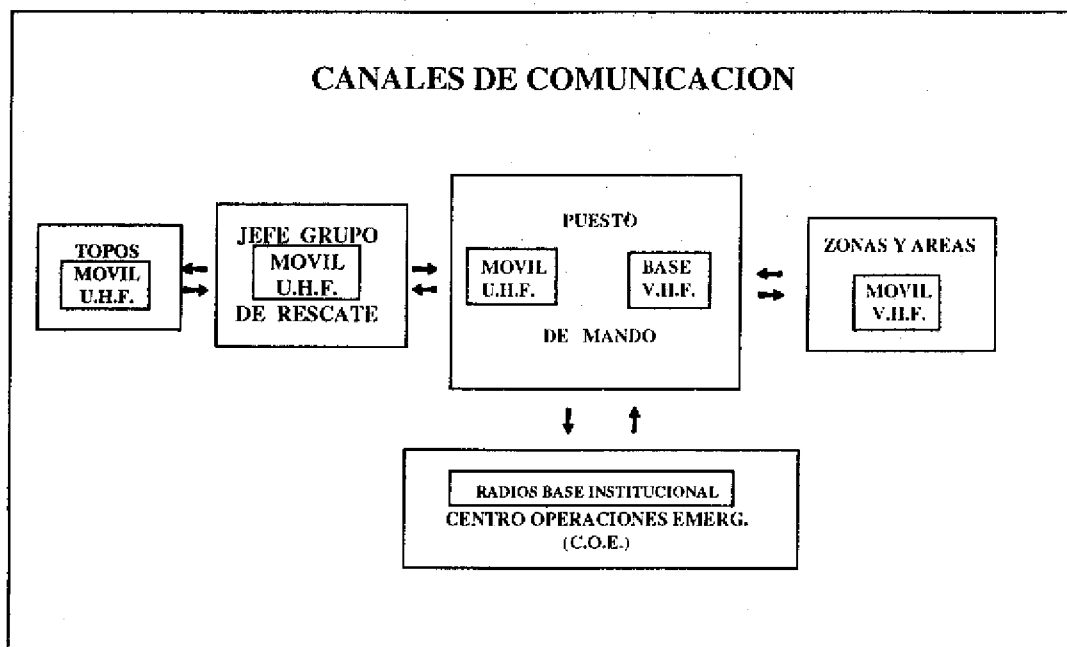 CANALES DE COMUNICACION
TOPOS
MOVIL
U.H.F.
JEFE GRUPO
MOVIL
U.H.F.
DE RESCATE
PUESTO
MOVIL
U.H.F.
BASE
V.H.F.
DE MANDO
ZONAS Y AREAS
MOVIL
V.H.F.
RADIOS BASE INSTITUCIONAL
CENTRO OPERACIONES EMERG.
(C.O.E.)